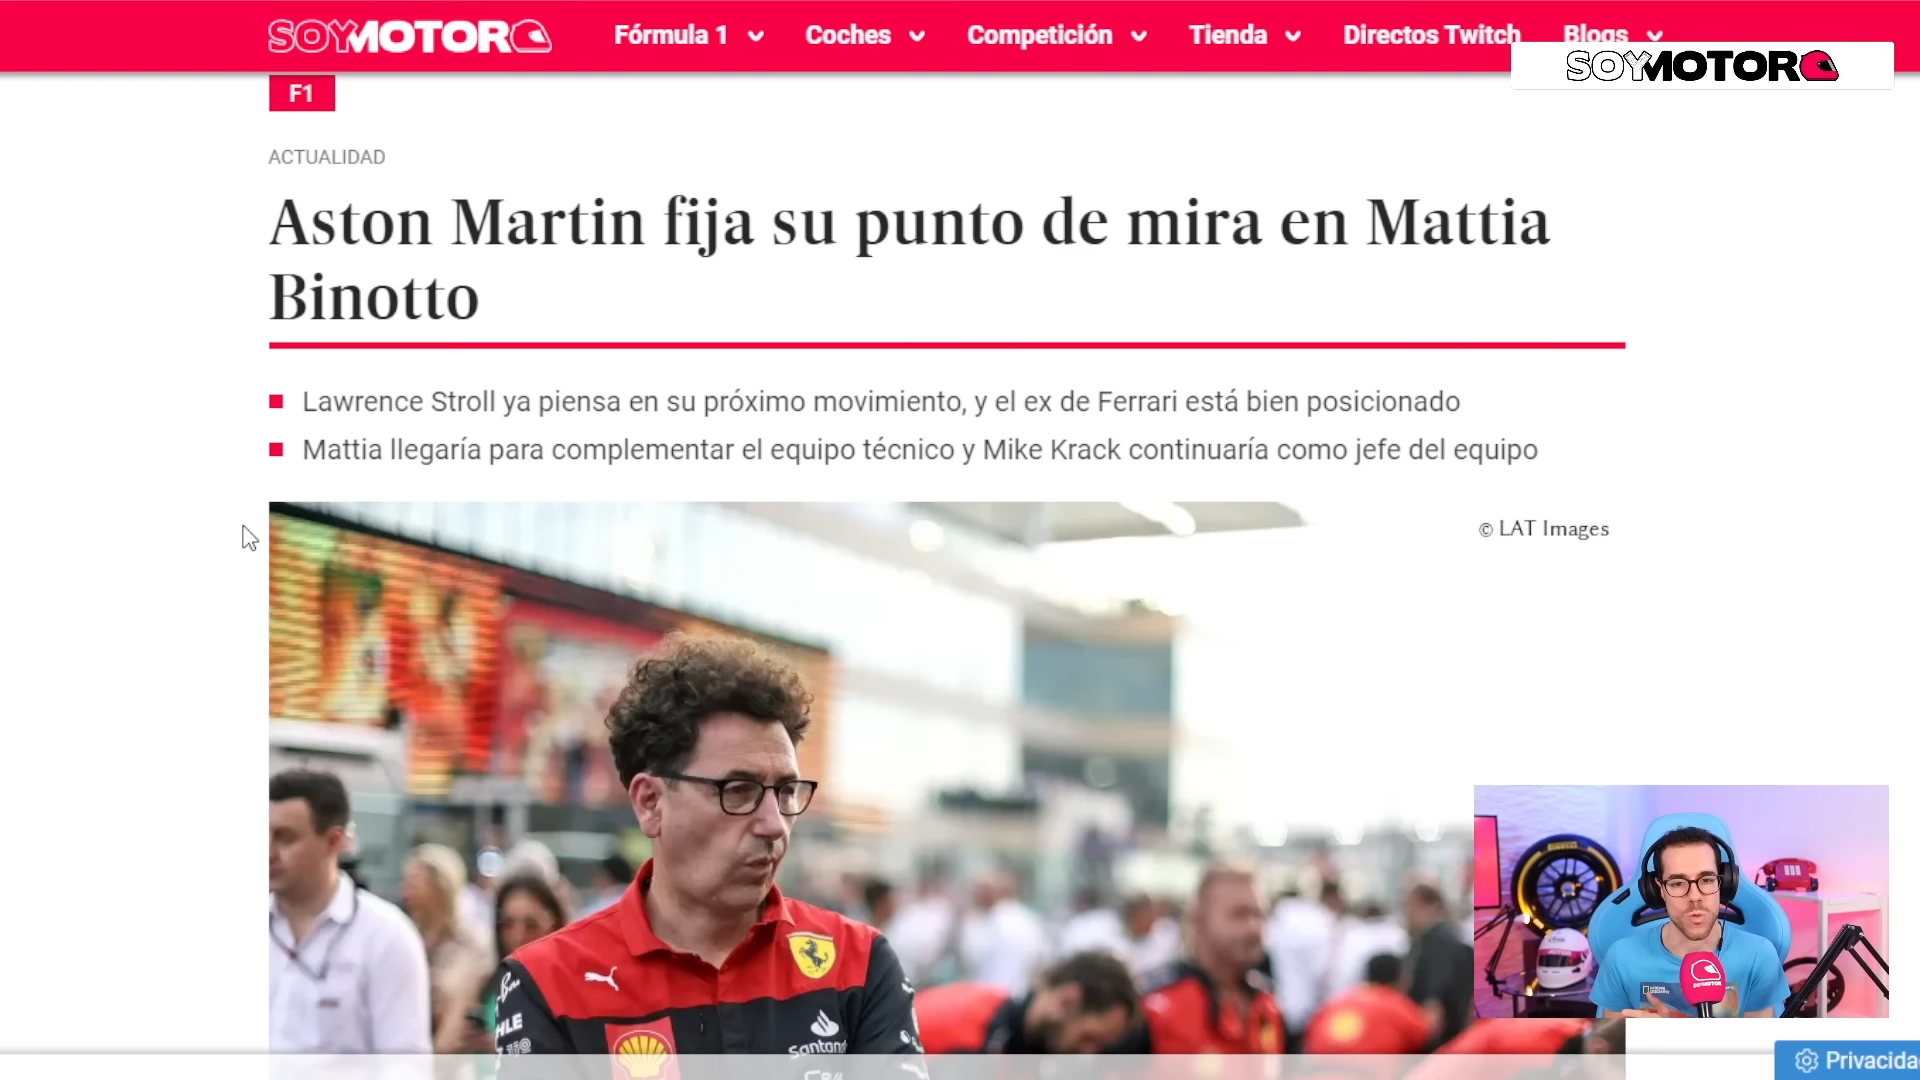 SOYMOTOR
Fórmula 1
Coches
Competición
Tienda
Directos Twitch
Blogs
SOYMOTOR
F1
ACTUALIDAD
Aston Martin fija su punto de mira en Mattia
Binotto
Lawrence Stroll ya piensa en su próximo movimiento, y el ex de Ferrari está bien posicionado
Mattia llegaría para complementar el equipo técnico y Mike Krack continuaría como jefe del equipo
© LAT Images
Santand
Privacida